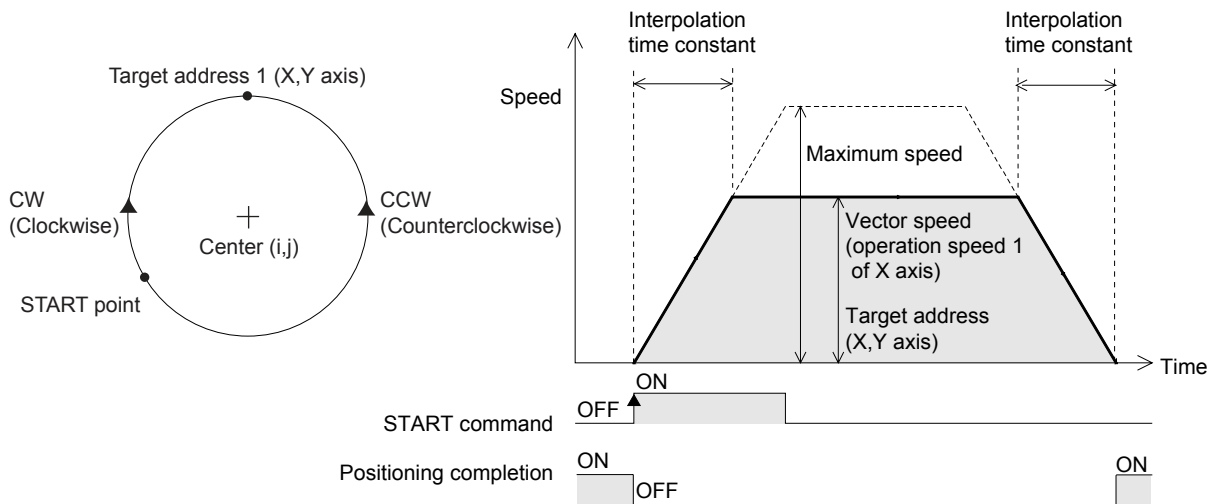 Target address 1 (X,Y axis)
CW
(Clockwise)
CCW
(Counterclockwise)
Center (i,j)
START point
Interpolation
time constant
Interpolation
time constant
Speed
Maximum speed
Vector speed
(operation speed 1
of X axis)
Target address
(X,Y axis)
Time
ON
OFF
START command
Positioning completion
ON
OFF
ON